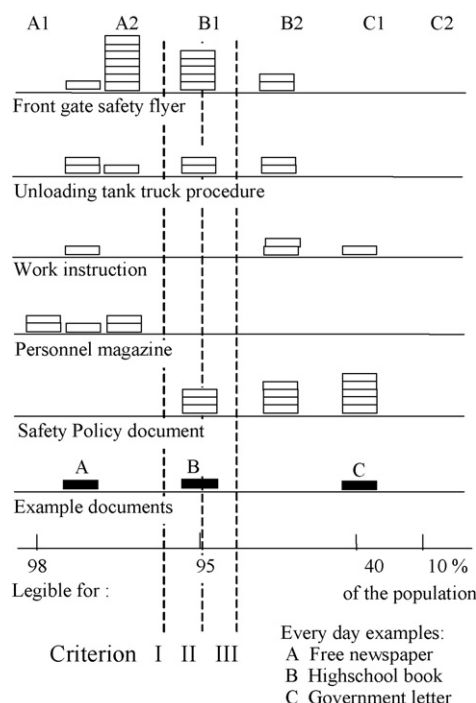 A1 A2 B1 B2 C1 C2
Front gate safety flyer
Unloading tank truck procedure
Work instruction
Personnel magazine
Safety Policy document
A B C
Example documents
98 95 40 10 %
Legible for : of the population
Criterion I II III
Every day examples:
A Free newspaper
B Highschool book
C Government letter